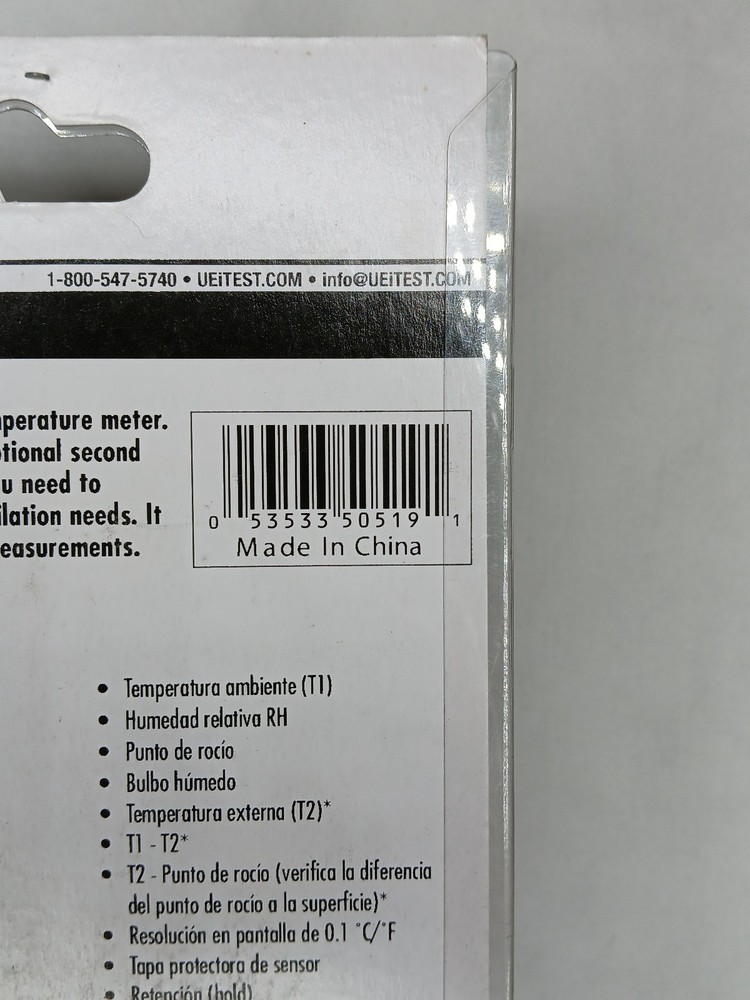 1-800-547-5740 • UEiTEST.COM • info@UEiTEST.COM
perature meter.
tional second
u need to
ilation needs. It
easurements.
0 53533 50519 1
Made In China
• Temperatura ambiente (T1)
• Humedad relativa RH
• Punto de rocío
• Bulbo húmedo
• Temperatura externa (T2)*
• T1 - T2*
• T2 - Punto de rocío (verifica la diferencia
del punto de rocío a la superficie)*
• Resolución en pantalla de 0.1 °C/°F
• Tapa protectora de sensor
• Retención (hold)